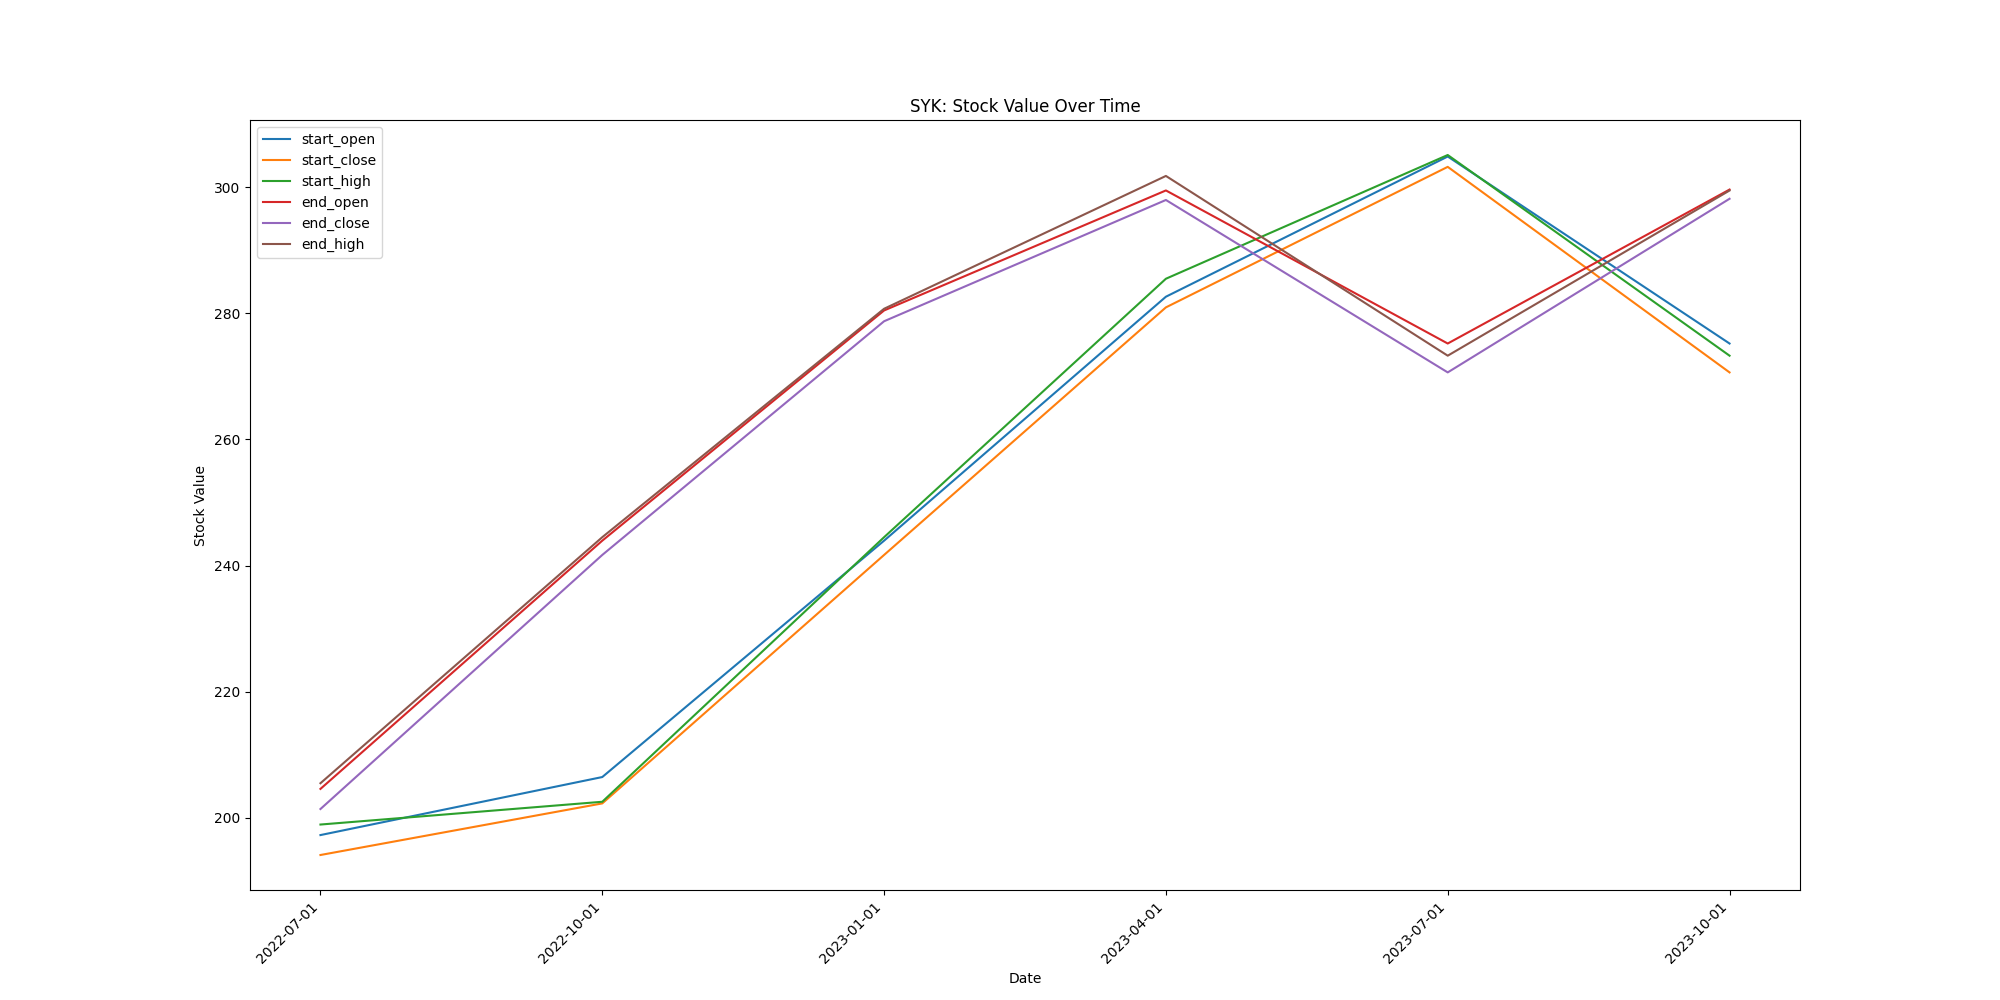 SYK: Stock Value Over Time
start_open
start_close
start_high
end_open
end_close
end_high
Stock Value
300
280
260
240
220
200
2022-07-01
2022-10-01
2023-01-01
2023-04-01
2023-07-01
2023-10-01
Date